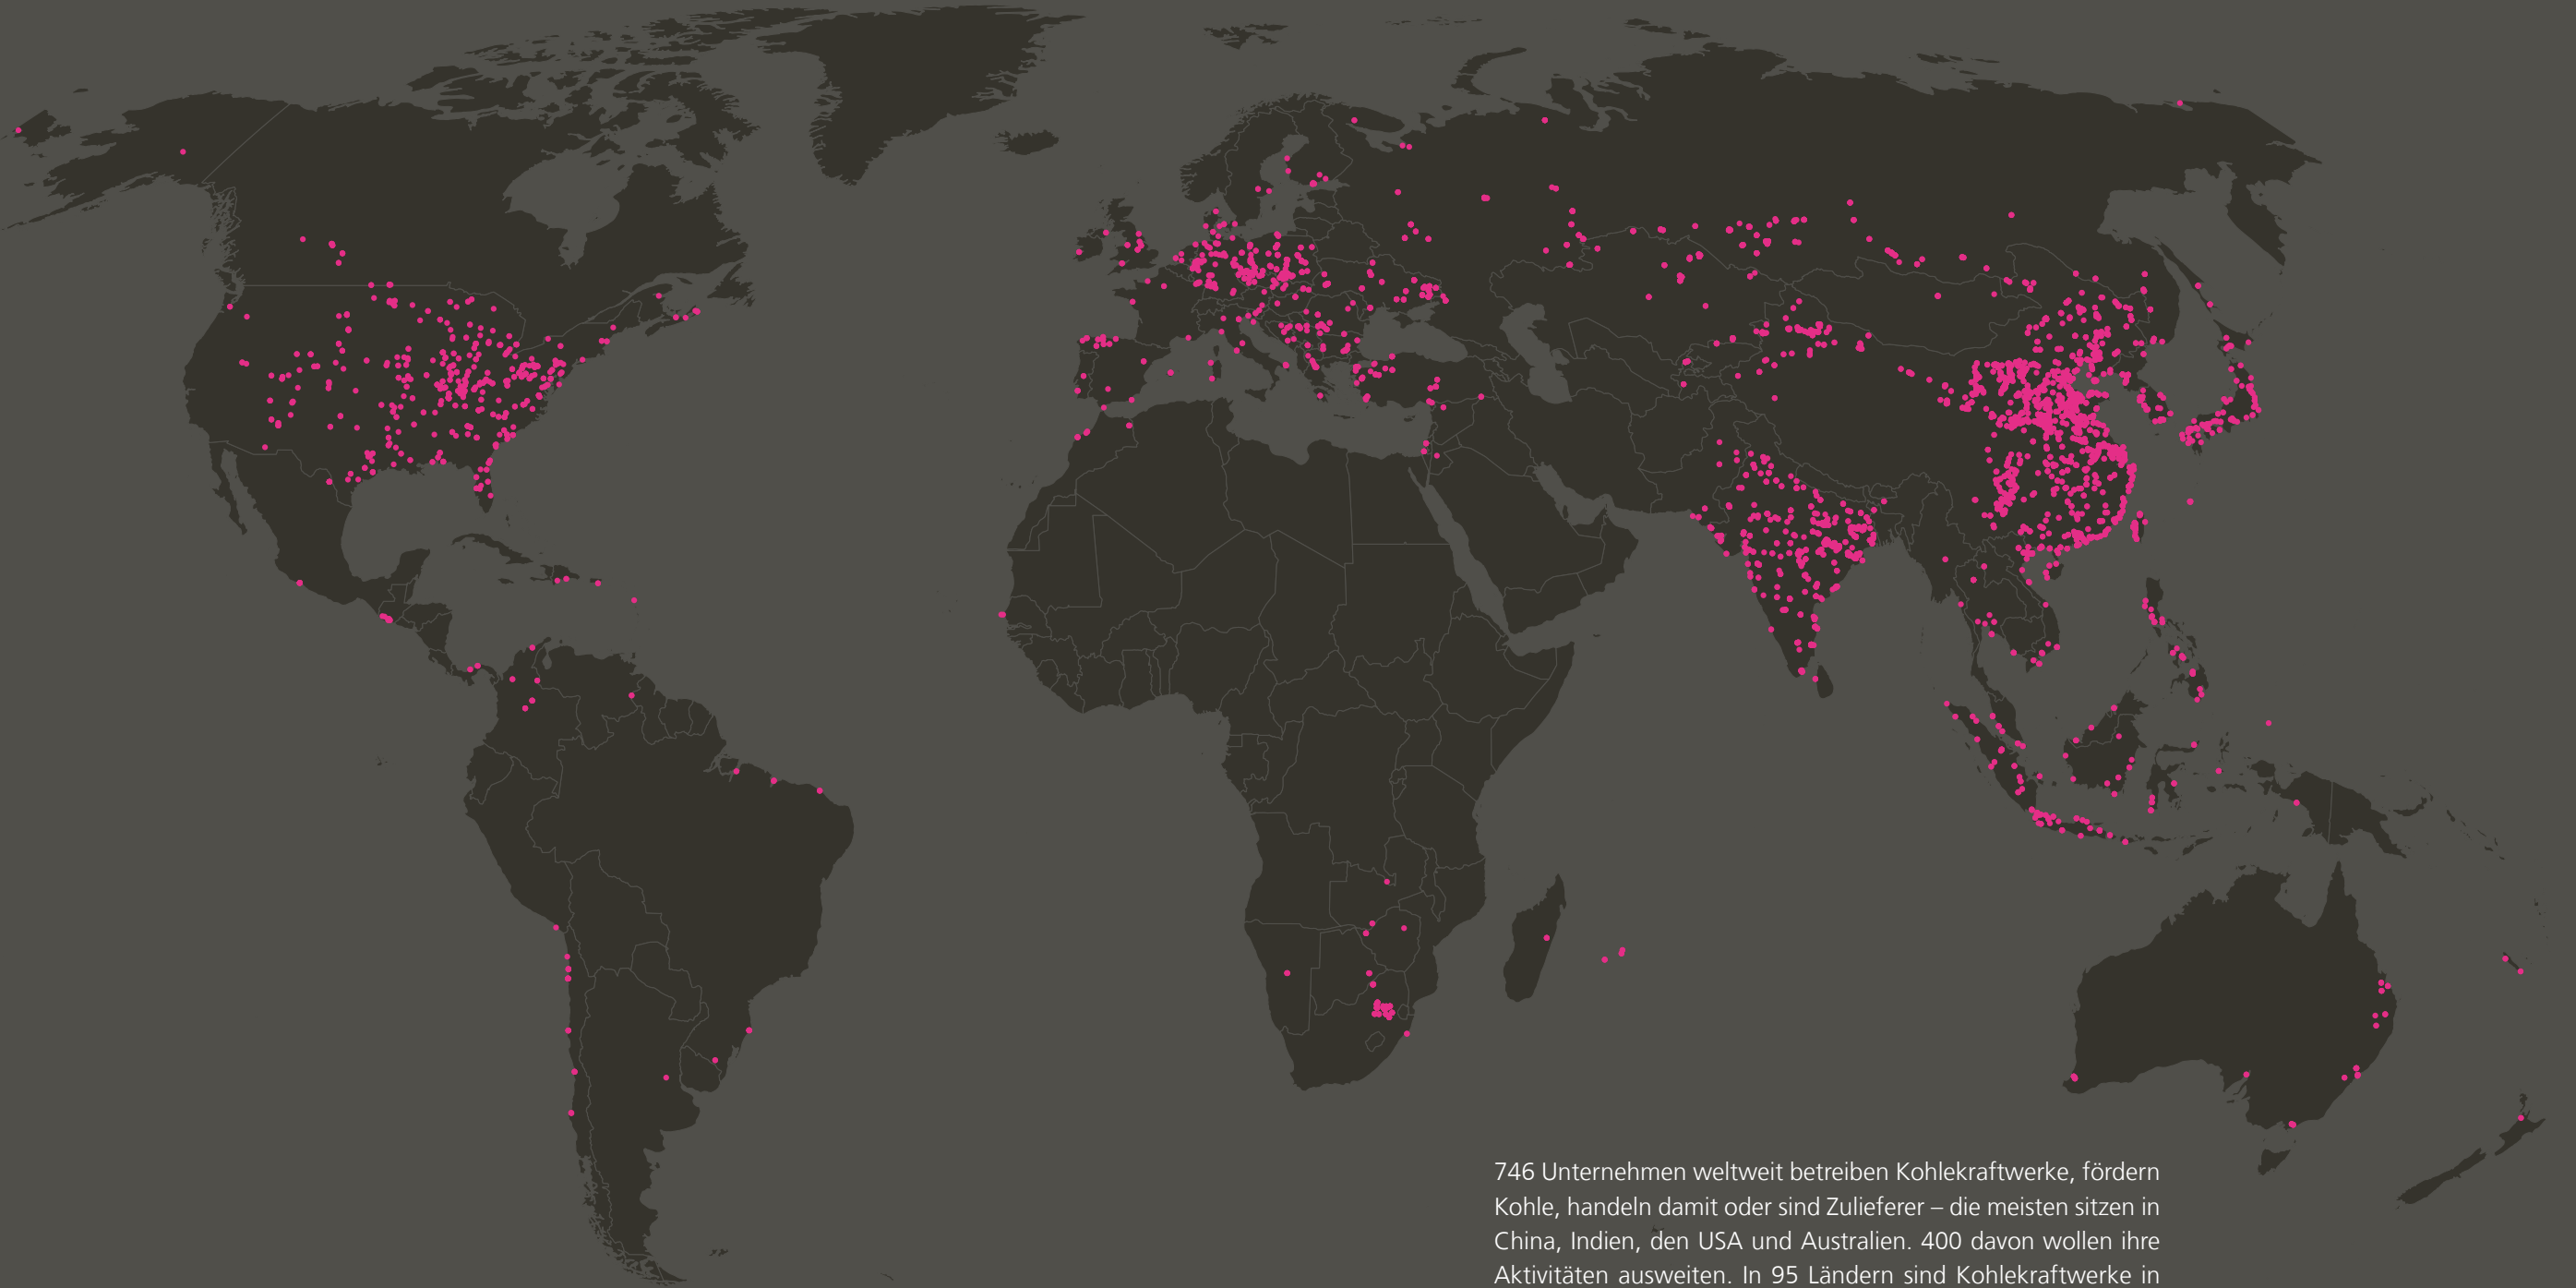 746 Unternehmen weltweit betreiben Kohlekraftwerke, fördern
Kohle, handeln damit oder sind Zulieferer – die meisten sitzen in
China, Indien, den USA und Australien. 400 davon wollen ihre
Aktivitäten ausweiten. In 95 Ländern sind Kohlekraftwerke in